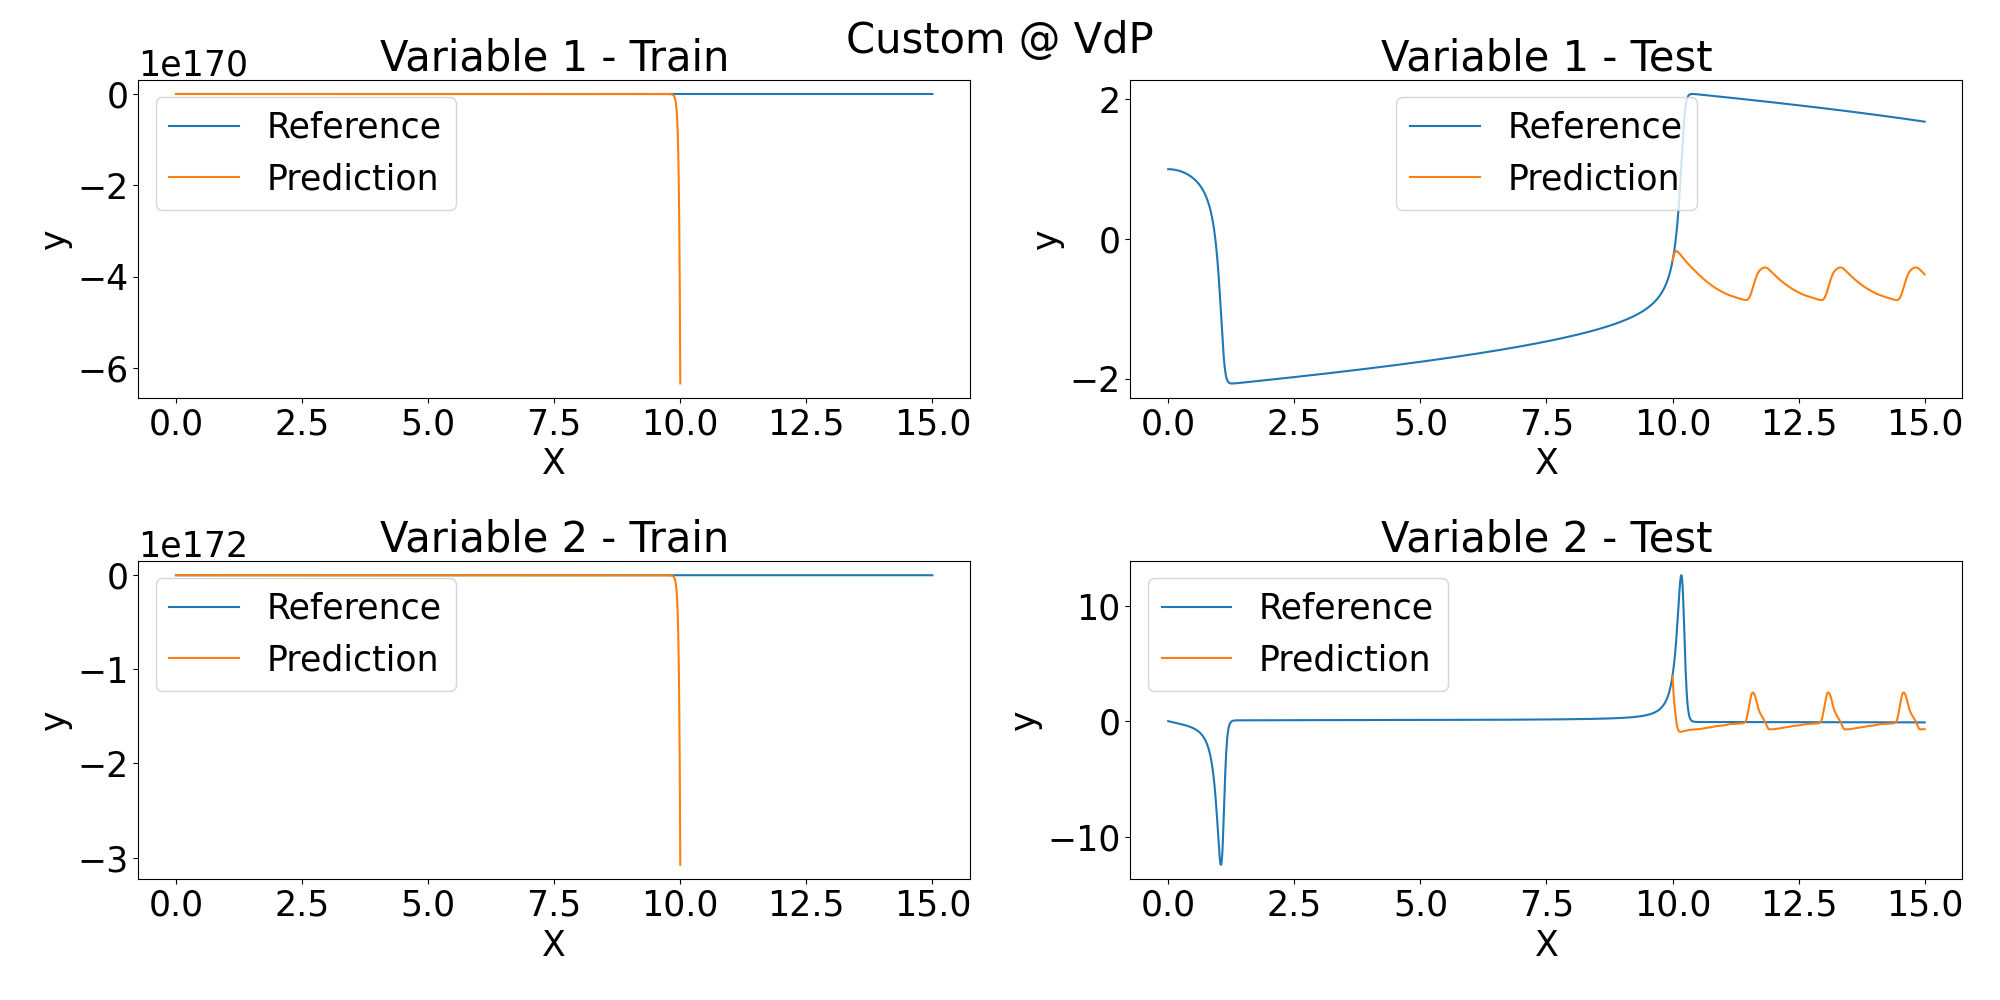 Custom @ VdP
Variable 1 - Train
1e170
0
−2
−4
−6
y
Reference
Prediction
0.0 2.5 5.0 7.5 10.0 12.5 15.0
X
Variable 1 - Test
2
0
−2
y
Reference
Prediction
0.0 2.5 5.0 7.5 10.0 12.5 15.0
X
Variable 2 - Train
1e172
0
−1
−2
−3
y
Reference
Prediction
0.0 2.5 5.0 7.5 10.0 12.5 15.0
X
Variable 2 - Test
10
0
−10
y
Reference
Prediction
0.0 2.5 5.0 7.5 10.0 12.5 15.0
X